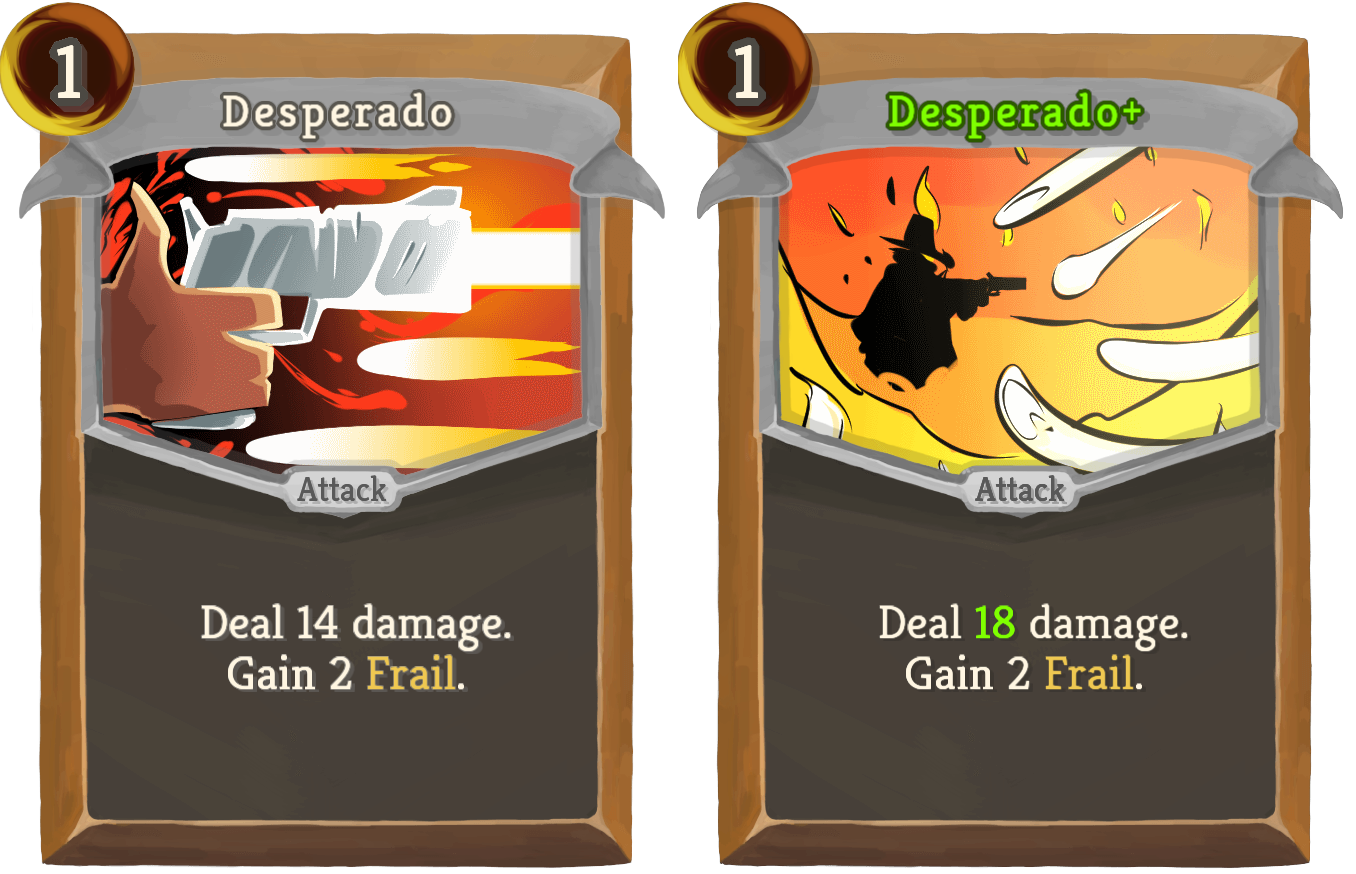 1
Desperado
Attack
Deal 14 damage.
Gain 2 Frail.
1
Desperado+
Attack
Deal 18 damage.
Gain 2 Frail.